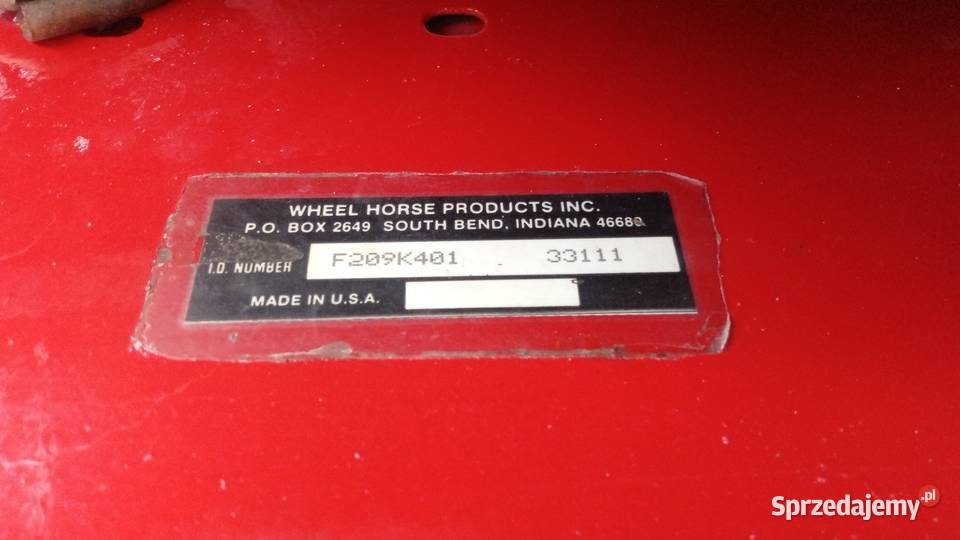 WHEEL HORSE PRODUCTS INC.
P.O. BOX 2649 SOUTH BEND, INDIANA 46680
I.D. NUMBER F209K401 33111
MADE IN U.S.A.
Sprzedajemy.pl